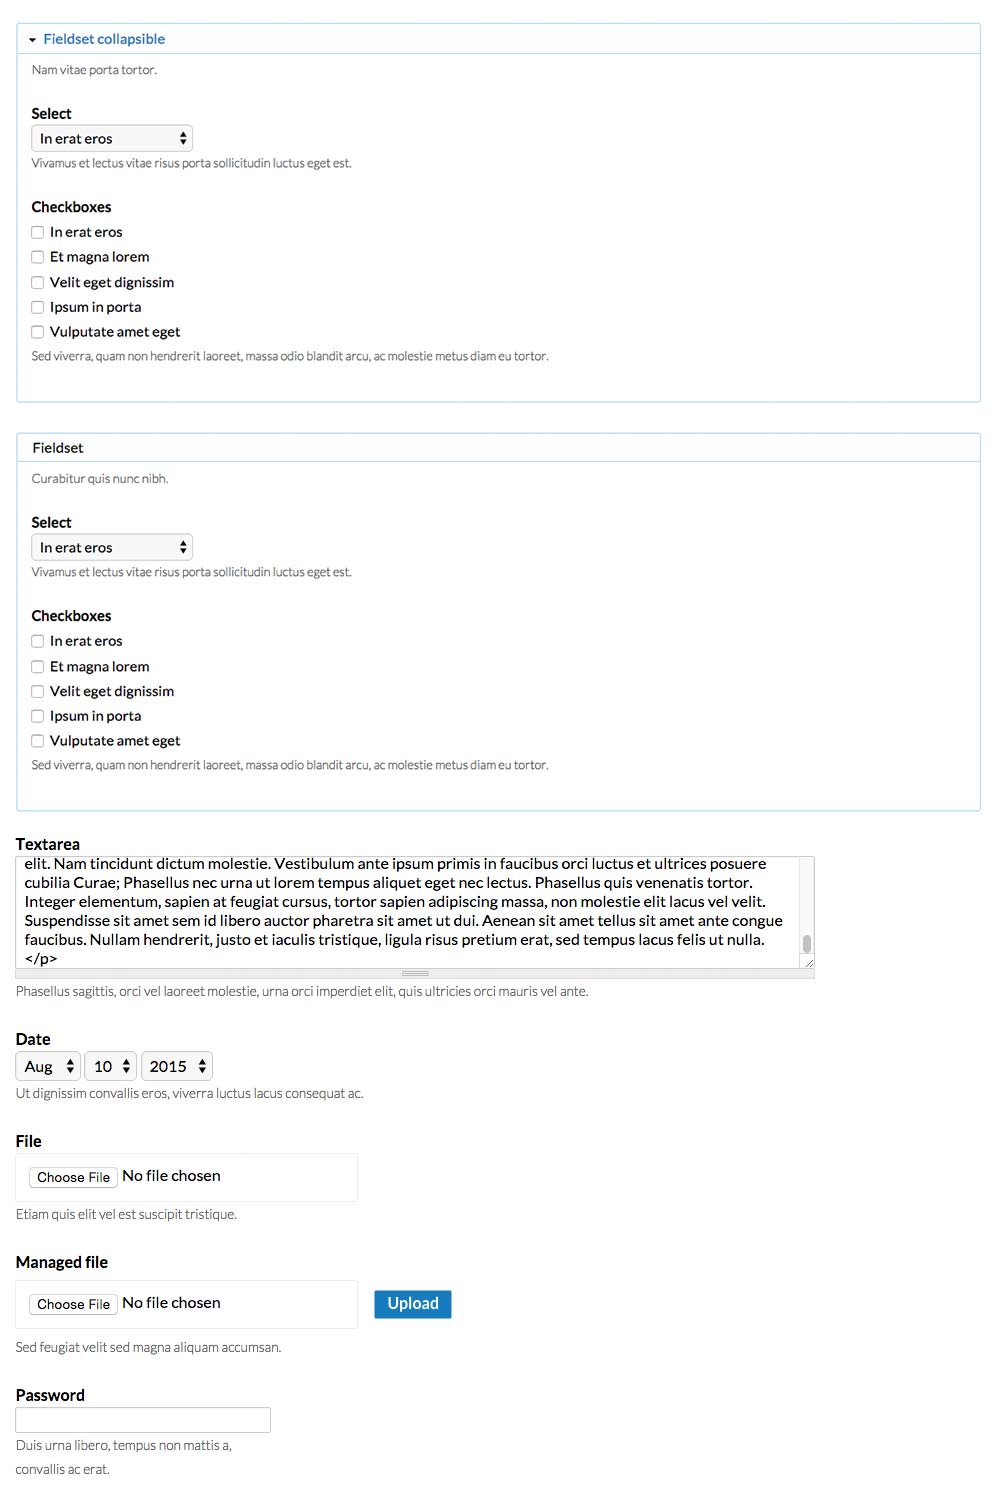 Fieldset collapsible
Nam vitae porta tortor.
Select
In erat eros
Vivamus et lectus vitae risus porta sollicitudin luctus eget est.
Checkboxes
In erat eros
Et magna lorem
Velit eget dignissim
Ipsum in porta
Vulputate amet eget
Sed viverra, quam non hendrerit laoreet, massa odio blandit arcu, ac molestie metus diam eu tortor.
Fieldset
Curabitur quis nunc nibh.
Select
In erat eros
Vivamus et lectus vitae risus porta sollicitudin luctus eget est.
Checkboxes
In erat eros
Et magna lorem
Velit eget dignissim
Ipsum in porta
Vulputate amet eget
Sed viverra, quam non hendrerit laoreet, massa odio blandit arcu, ac molestie metus diam eu tortor.
Textarea
elit. Nam tincidunt dictum molestie. Vestibulum ante ipsum primis in faucibus orci luctus et ultrices posuere
cubilia Curae; Phasellus nec urna ut lorem tempus aliquet eget nec lectus. Phasellus quis venenatis tortor.
Integer elementum, sapien at feugiat cursus, tortor sapien adipiscing massa, non molestie elit lacus vel velit.
Suspendisse sit amet sem id libero auctor pharetra sit amet ut dui. Aenean sit amet tellus sit amet ante congue
faucibus. Nullam hendrerit, justo et iaculis tristique, ligula risus pretium erat, sed tempus lacus felis ut nulla.
</p>
Phasellus sagittis, orci vel laoreet molestie, urna orci imperdiet elit, quis ultricies orci mauris vel ante.
Date
Aug 10 2015
Ut dignissim convallis eros, viverra luctus lacus consequat ac.
File
Choose File No file chosen
Etiam quis elit vel est suscipit tristique.
Managed file
Choose File No file chosen Upload
Sed feugiat velit sed magna aliquam accumsan.
Password
Duis urna libero, tempus non mattis a,
convallis ac erat.